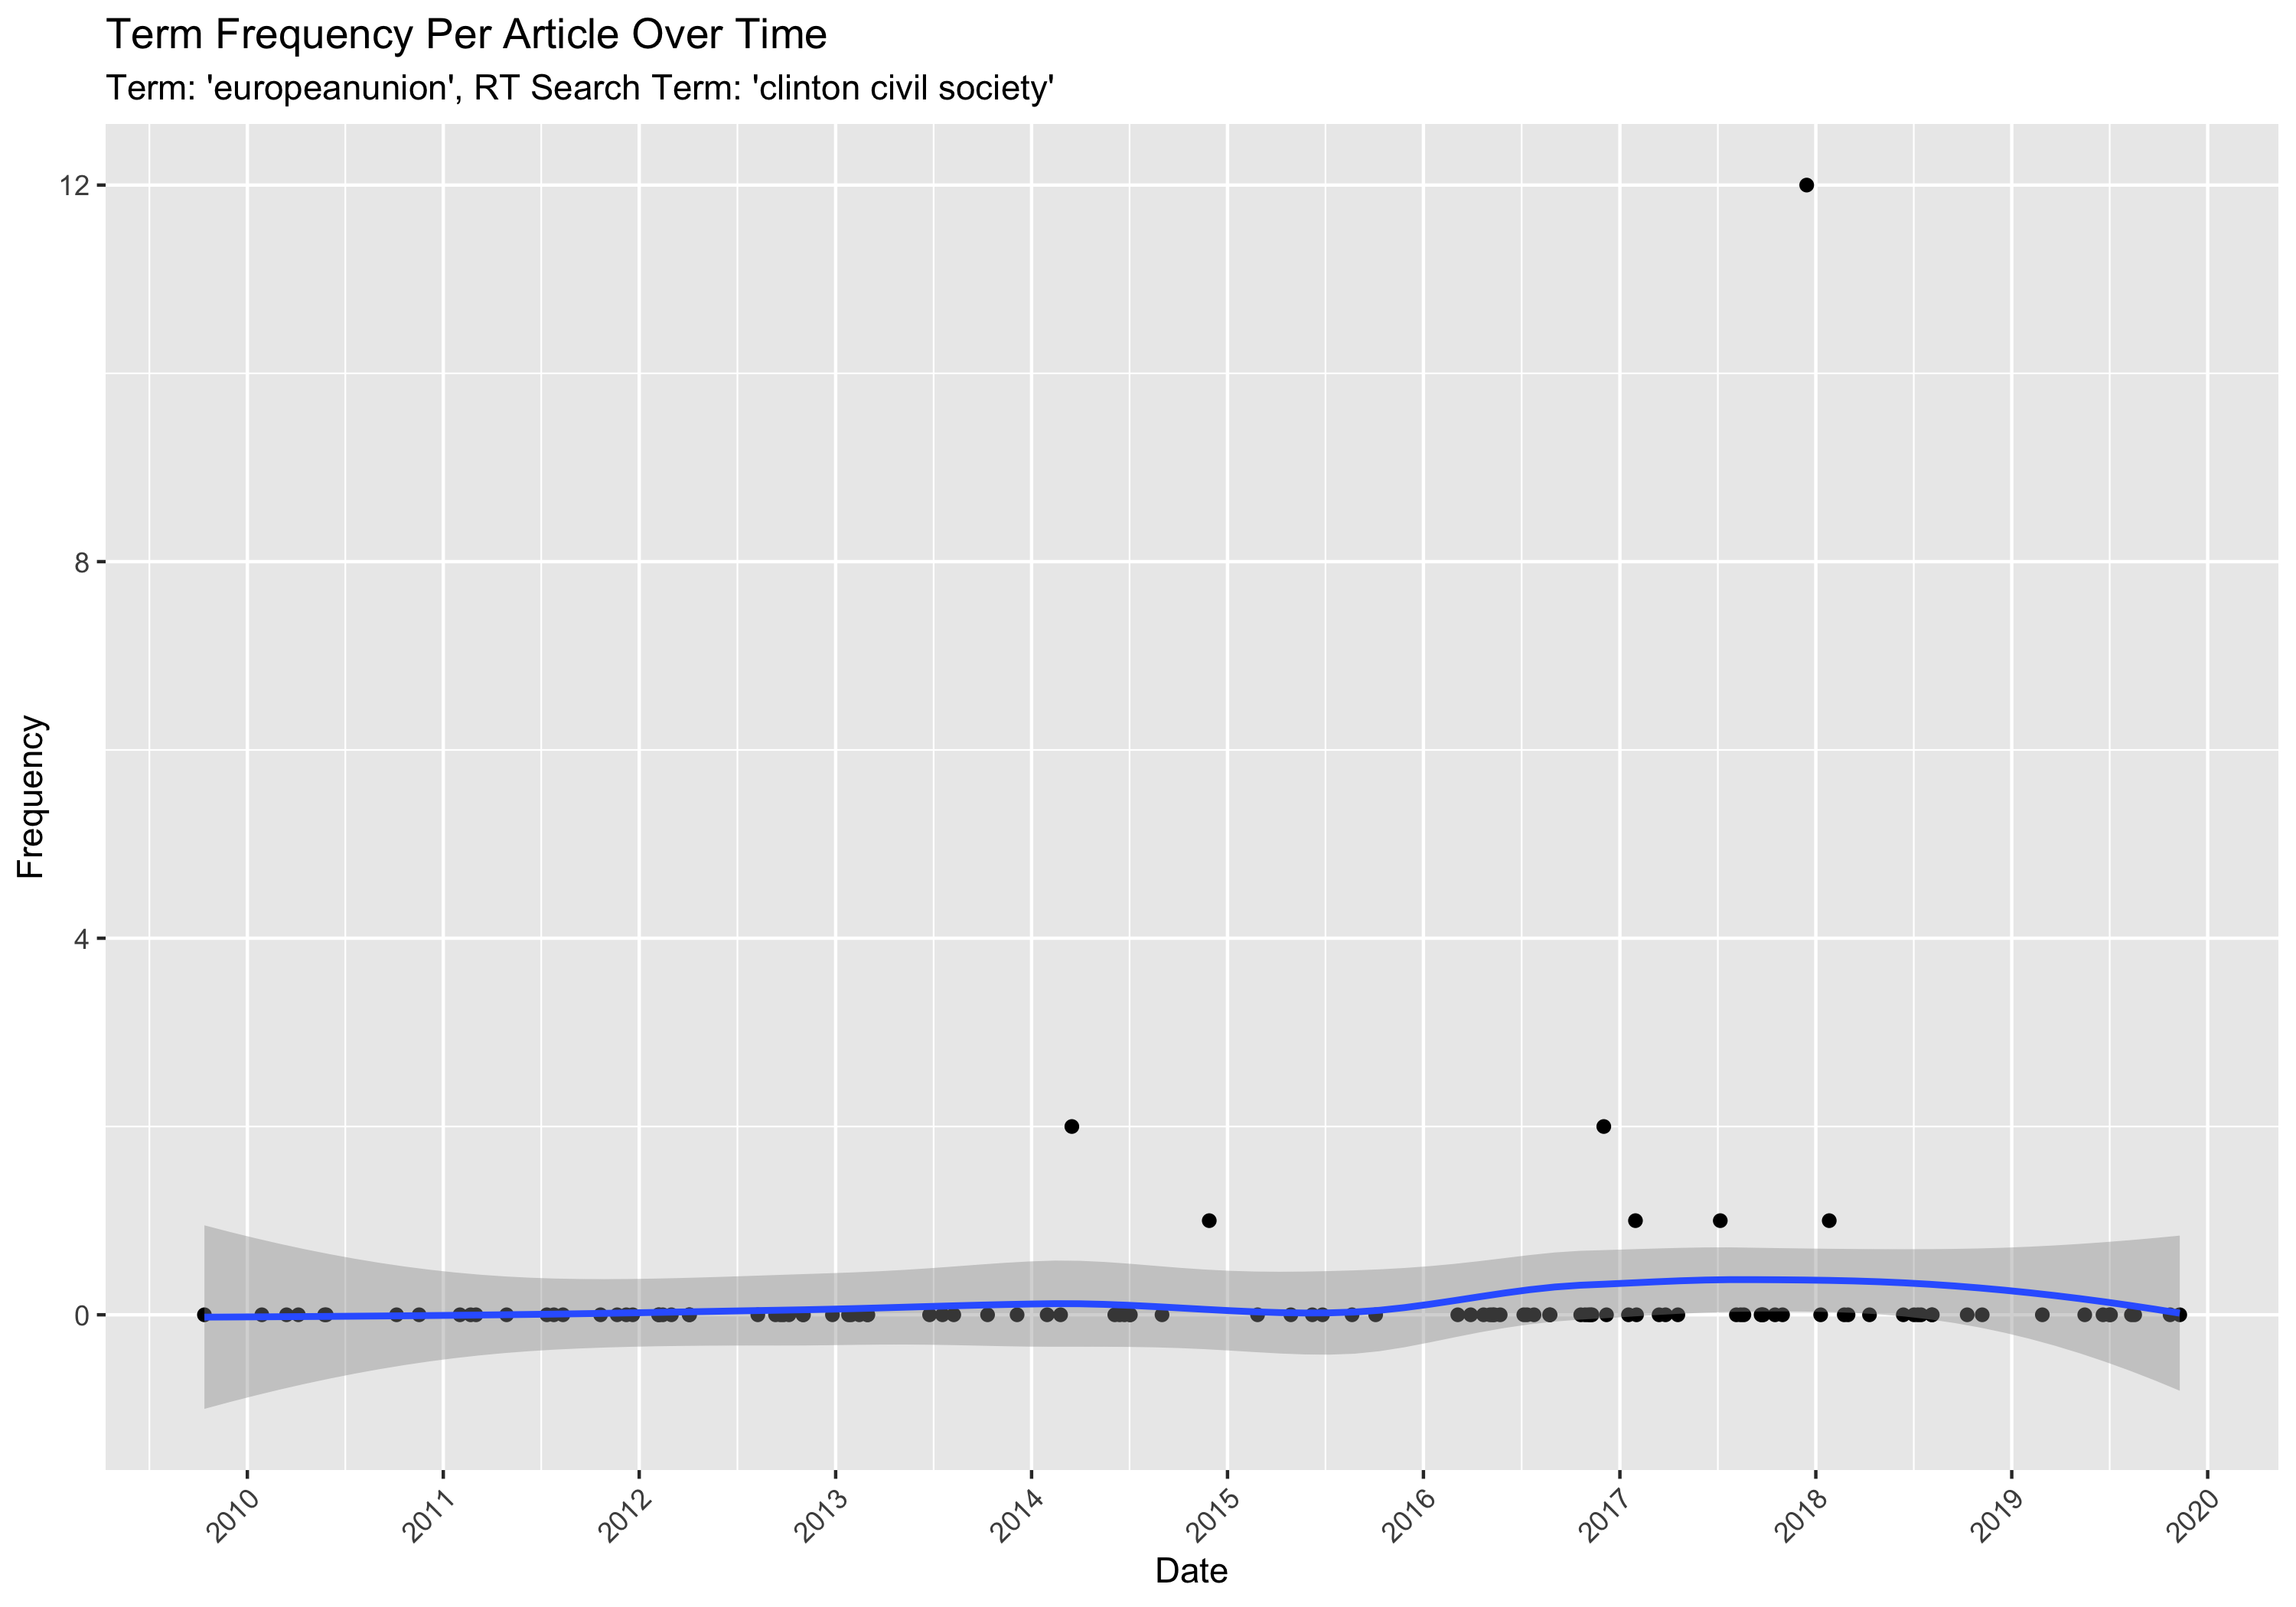 Term Frequency Per Article Over Time
Term: 'europeanunion', RT Search Term: 'clinton civil society'
12
8
4
0
Frequency
2010 2011 2012 2013 2014 2015 2016 2017 2018 2019 2020
Date